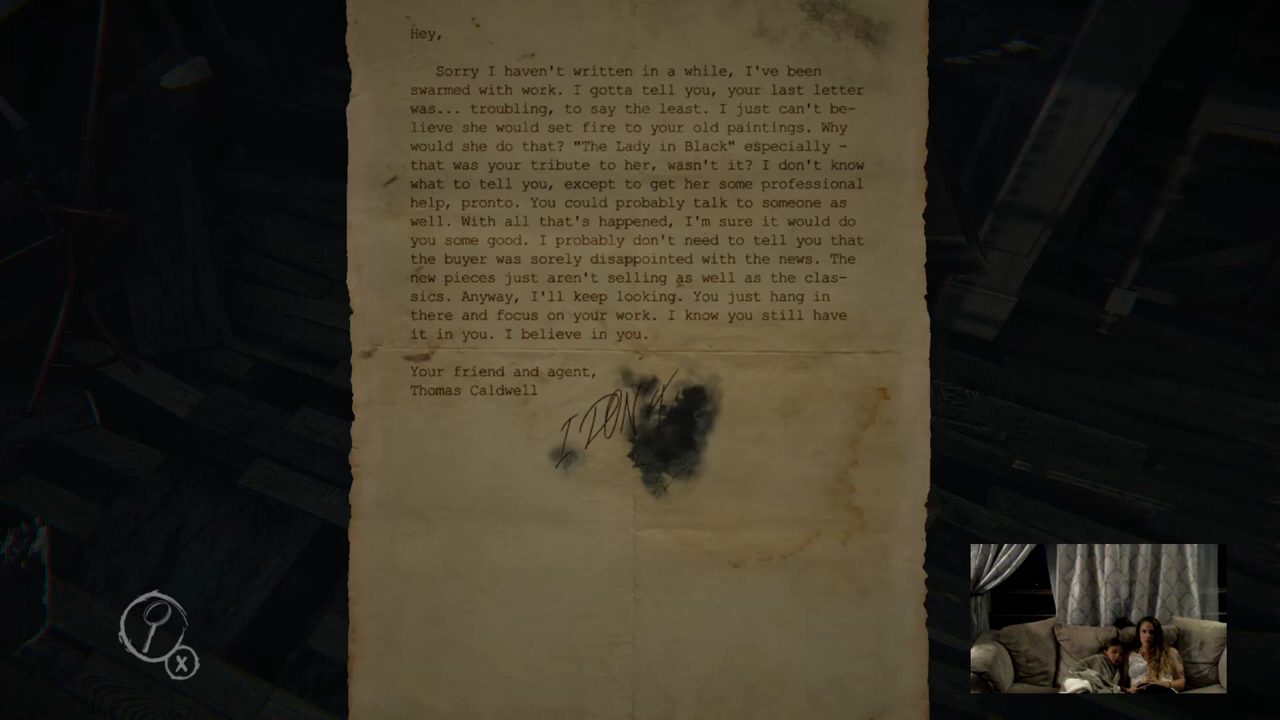 Hey,
Sorry I haven't written in a while, I've been
swarmed with work. I gotta tell you, your last letter
was... troubling, to say the least. I just can't be-
lieve she would set fire to your old paintings. Why
would she do that? "The Lady in Black" especially -
that was your tribute to her, wasn't it? I don't know
what to tell you, except to get her some professional
help, pronto. You could probably talk to someone as
well. With all that's happened, I'm sure it would do
you some good. I probably don't need to tell you that
the buyer was sorely disappointed with the news. The
new pieces just aren't selling as well as the clas-
sics. Anyway, I'll keep looking. You just hang in
there and focus on your work. I know you still have
it in you. I believe in you.
Your friend and agent,
Thomas Caldwell
I DON'
X